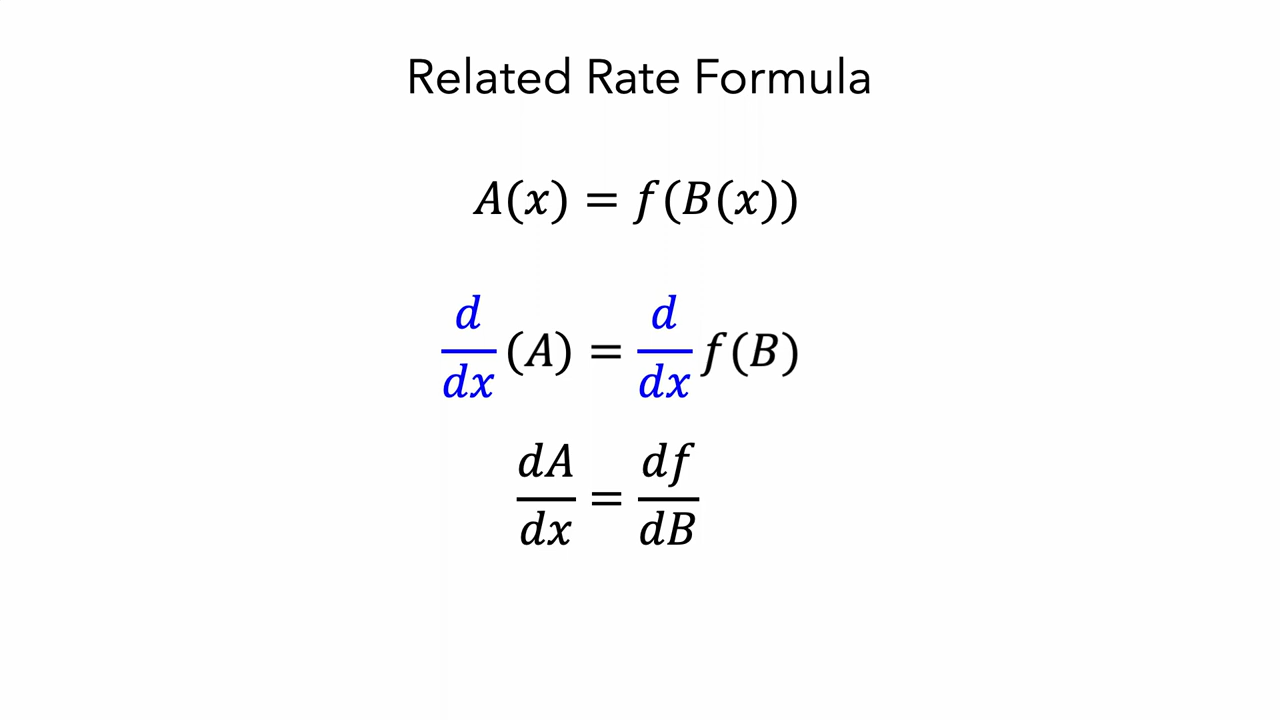 Related Rate Formula
A(x) = f(B(x))
d/dx (A) = d/dx f(B)
dA/dx = df/dB